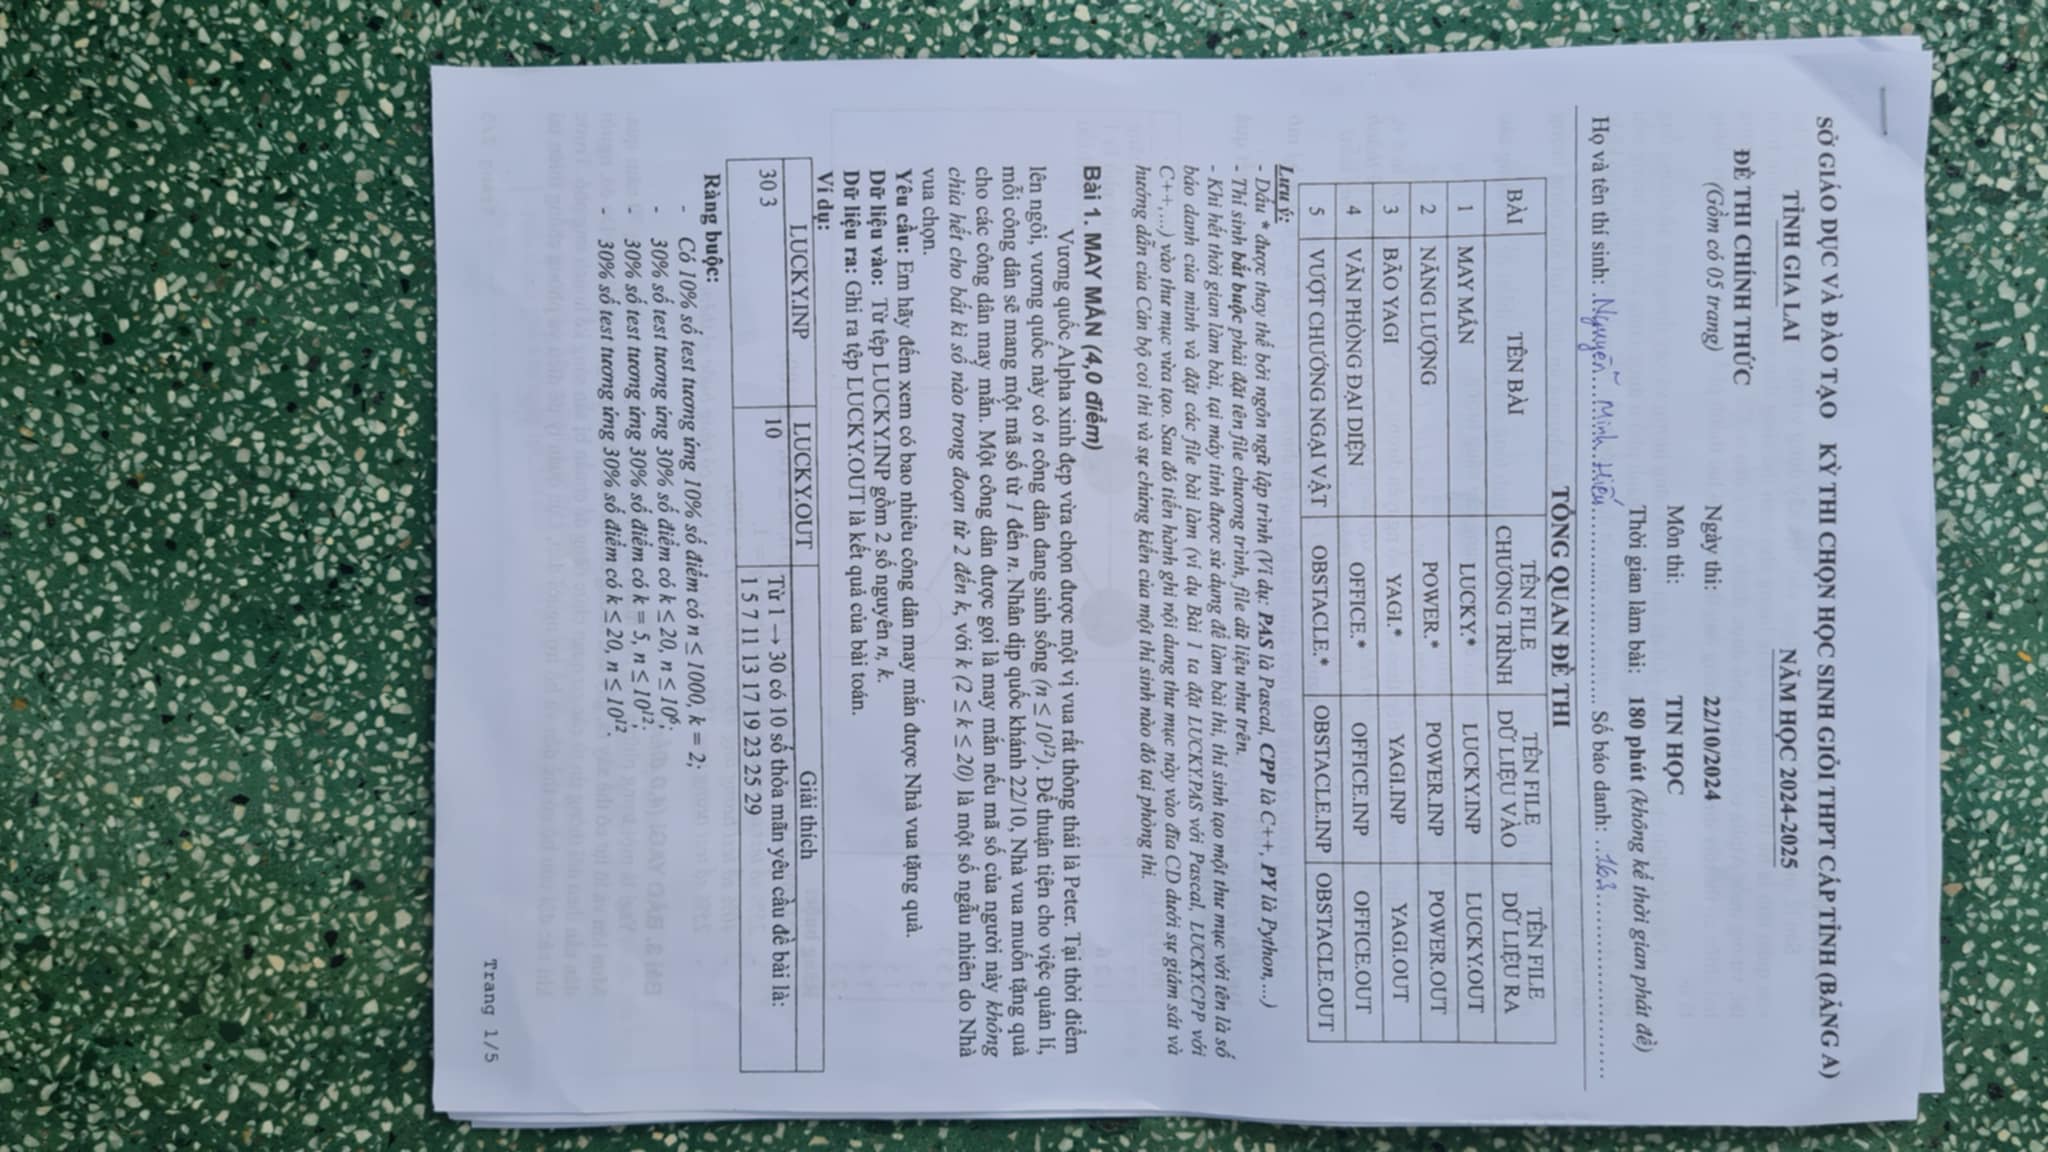 SỞ GIÁO DỤC VÀ ĐÀO TẠO KỲ THI CHỌN HỌC SINH GIỎI THPT CẤP TỈNH (BẢNG A)
TỈNH GIA LAI NĂM HỌC 2024-2025
ĐỀ THI CHÍNH THỨC
(Gồm có 05 trang) Ngày thi: 22/10/2024
Môn thi: TIN HỌC
Thời gian làm bài: 180 phút (không kể thời gian phát đề)
Họ và tên thí sinh: Nguyễn Minh Hiếu Số báo danh: 163
TỔNG QUAN ĐỀ THI
BÀI TÊN BÀI TÊN FILE CHƯƠNG TRÌNH TÊN FILE DỮ LIỆU VÀO TÊN FILE DỮ LIỆU RA
1 MAY MẮN LUCKY.* LUCKY.INP LUCKY.OUT
2 NĂNG LƯỢNG POWER.* POWER.INP POWER.OUT
3 BÃO YAGI YAGI.* YAGI.INP YAGI.OUT
4 VĂN PHÒNG ĐẠI DIỆN OFFICE.* OFFICE.INP OFFICE.OUT
5 VƯỢT CHƯỚNG NGẠI VẬT OBSTACLE.* OBSTACLE.INP OBSTACLE.OUT
Lưu ý:
- Dấu * được thay thế bởi ngôn ngữ lập trình (Ví dụ: PAS là Pascal, CPP là C++, PY là Python,...)
- Thí sinh bắt buộc phải đặt tên file chương trình, file dữ liệu như trên.
- Khi hết thời gian làm bài, tại máy tính được sử dụng để làm bài thi, thí sinh tạo một thư mục với tên là số
báo danh của mình và đặt các file bài làm (ví dụ Bài 1 ta đặt LUCKY.PAS với Pascal, LUCKY.CPP với
C++,...) vào thư mục vừa tạo. Sau đó tiến hành ghi nội dung thư mục này vào đĩa CD dưới sự giám sát và
hướng dẫn của Cán bộ coi thi và sự chứng kiến của một thí sinh nào đó tại phòng thi.
Bài 1. MAY MẮN (4,0 điểm)
Vương quốc Alpha xinh đẹp vừa chọn được một vị vua rất thông thái là Peter. Tại thời điểm
lên ngôi, vương quốc này có n công dân đang sinh sống (n ≤ 10¹²). Để thuận tiện cho việc quản lí,
mỗi công dân sẽ mang một mã số từ 1 đến n. Nhân dịp quốc khánh 22/10, Nhà vua muốn tặng quà
cho các công dân may mắn. Một công dân được gọi là may mắn nếu mã số của người này không
chia hết cho bất kì số nào trong đoạn từ 2 đến k, với k (2 ≤ k ≤ 20) là một số ngẫu nhiên do Nhà
vua chọn.
Yêu cầu: Em hãy đếm xem có bao nhiêu công dân may mắn được Nhà vua tặng quà.
Dữ liệu vào: Từ tệp LUCKY.INP gồm 2 số nguyên n, k.
Dữ liệu ra: Ghi ra tệp LUCKY.OUT là kết quả của bài toán.
Ví dụ:
LUCKY.INP LUCKY.OUT Giải thích
30 3 10 Từ 1 → 30 có 10 số thỏa mãn yêu cầu đề bài là:
1 5 7 11 13 17 19 23 25 29
Ràng buộc:
- Có 10% số test tương ứng 10% số điểm có n ≤ 1000, k = 2;
- 30% số test tương ứng 30% số điểm có k ≤ 20, n ≤ 10⁶;
- 30% số test tương ứng 30% số điểm có k = 5, n ≤ 10¹²;
- 30% số test tương ứng 30% số điểm có k ≤ 20, n ≤ 10¹².
Trang 1/5